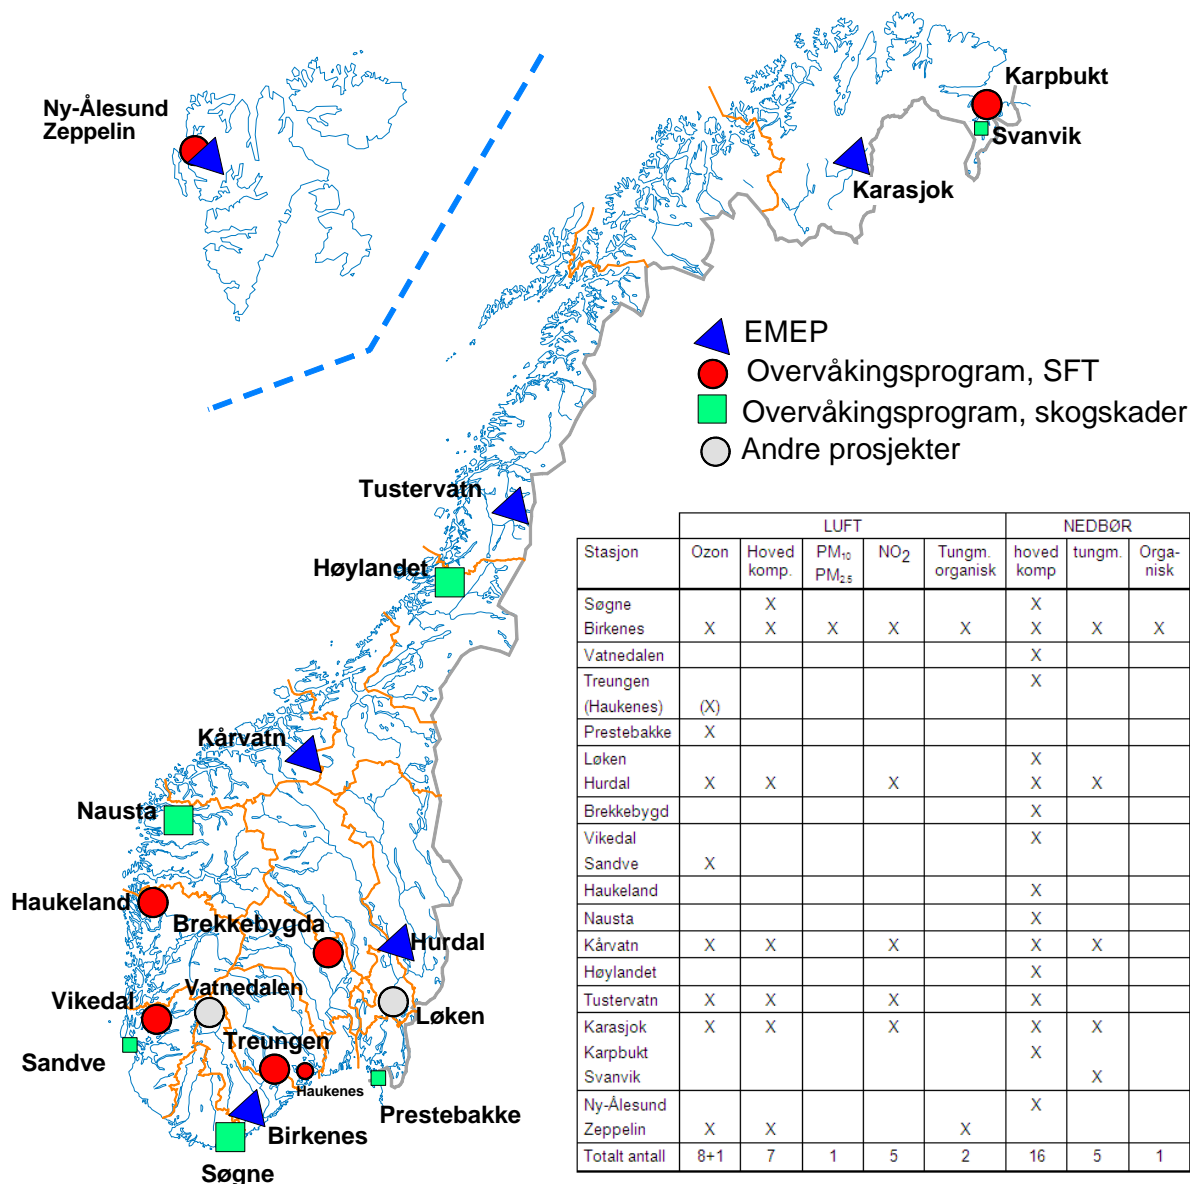 Ny-Ålesund
Zeppelin
Karpbukt
Svanvik
Karasjok
EMEP
Overvåkingsprogram, SFT
Overvåkingsprogram, skogskader
Andre prosjekter
Tustervatn
Høylandet
Kårvatn
Nausta
Haukeland
Brekkebygda
Hurdal
Vatnedalen
Vikedal
Løken
Treungen
Sandve
Haukenes
Prestebakke
Birkenes
Søgne
LUFT NEDBØR
Stasjon Ozon Hoved komp. PM10 PM2.5 NO2 Tungm. organisk hoved komp tungm. Orga-nisk
Søgne X X
Birkenes X X X X X X X X
Vatnedalen X
Treungen X
(Haukenes) (X)
Prestebakke X
Løken X
Hurdal X X X X X
Brekkebygd X
Vikedal X
Sandve X
Haukeland X
Nausta X
Kårvatn X X X X X
Høylandet X
Tustervatn X X X X
Karasjok X X X X X
Karpbukt X
Svanvik X
Ny-Ålesund X
Zeppelin X X X
Totalt antall 8+1 7 1 5 2 16 5 1